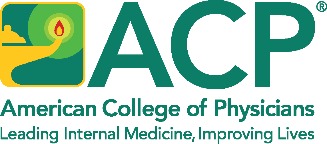 ACP®
American College of Physicians
Leading Internal Medicine, Improving Lives